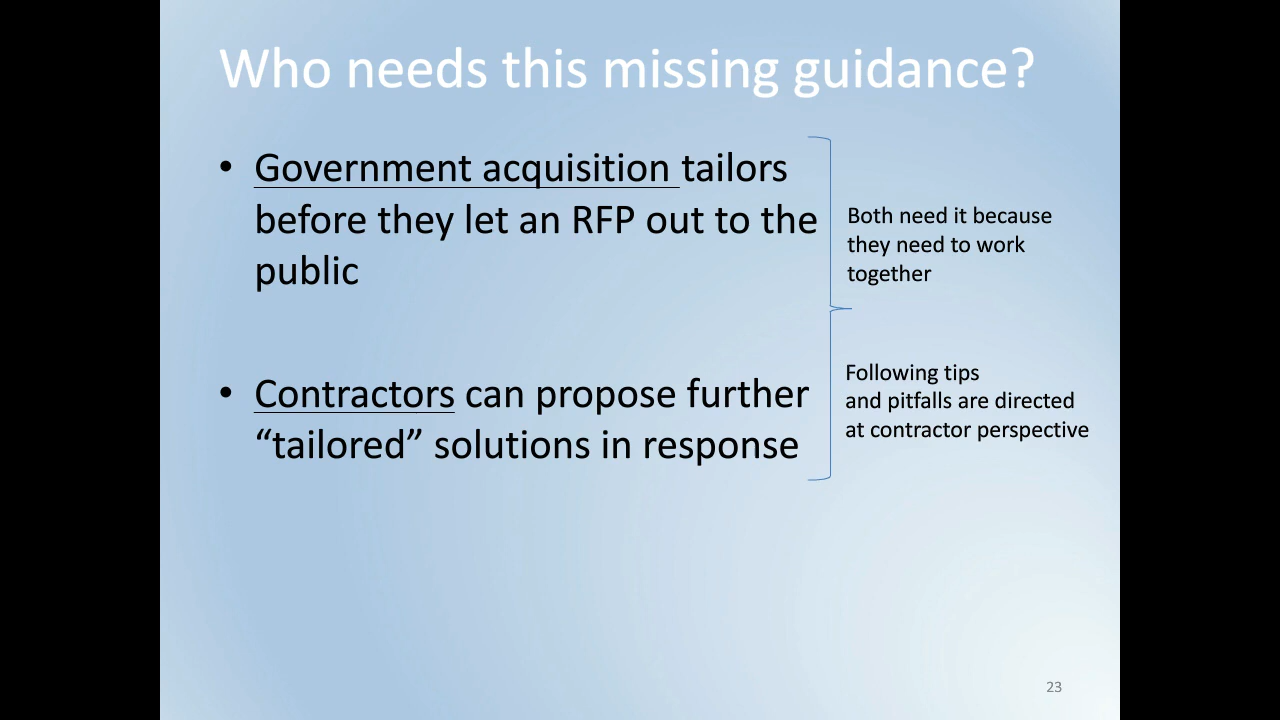 Who needs this missing guidance?
• Government acquisition tailors
before they let an RFP out to the
public
• Contractors can propose further
“tailored” solutions in response
Both need it because
they need to work
together
Following tips
and pitfalls are directed
at contractor perspective
23